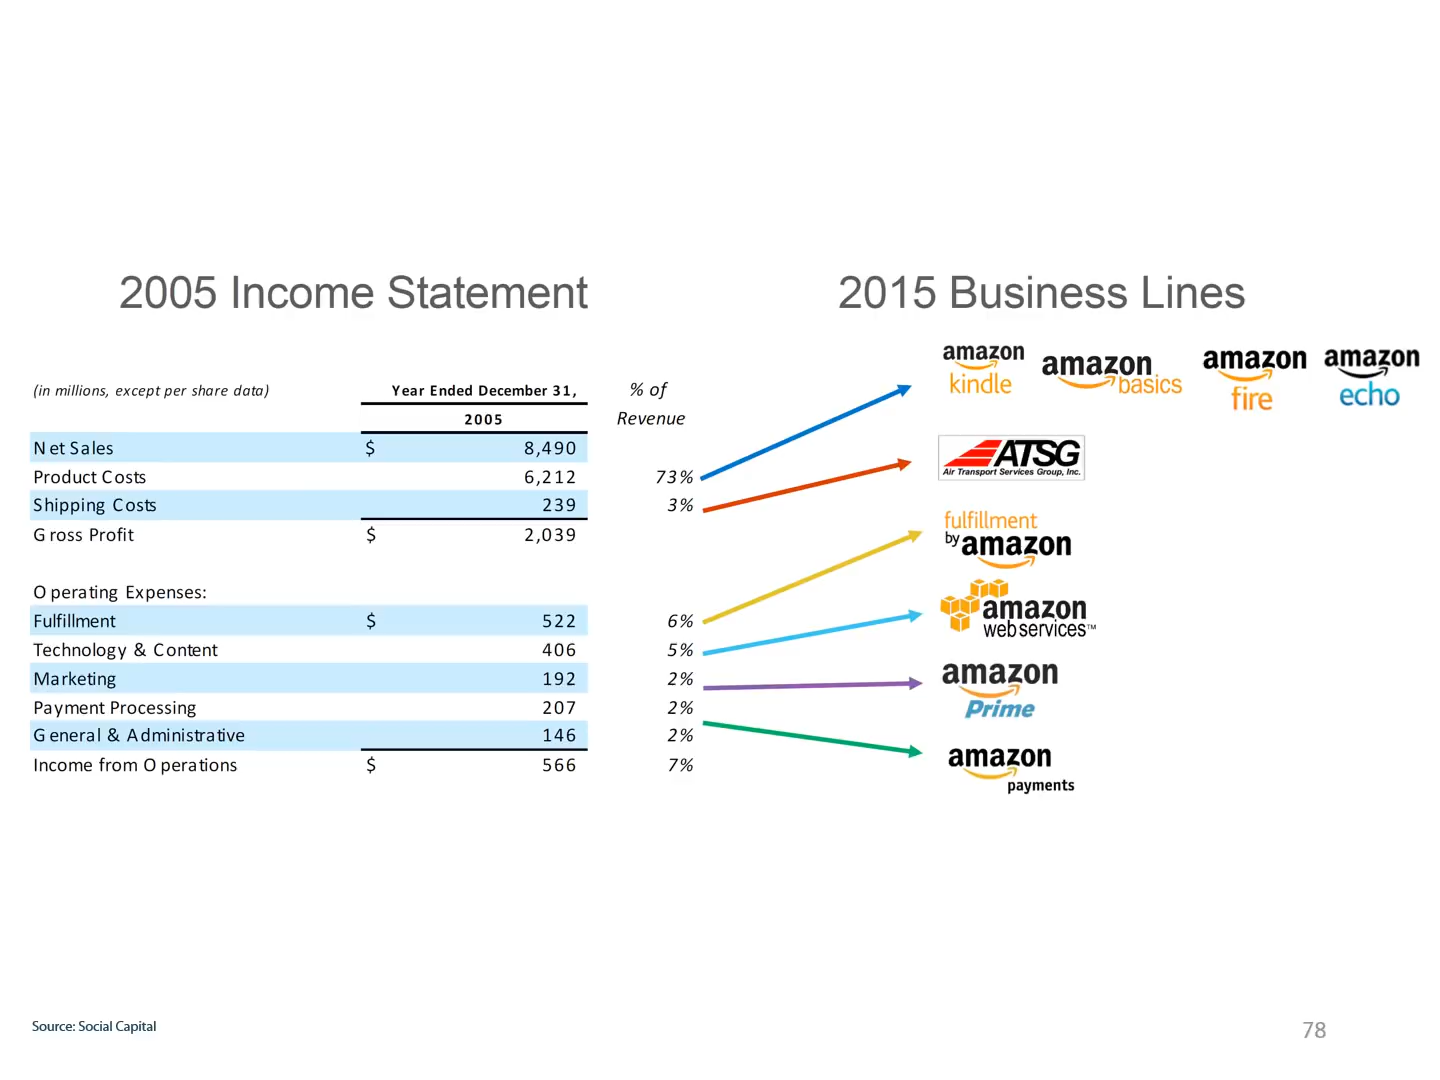 2005 Income Statement
2015 Business Lines
(in millions, except per share data) Year Ended December 31, % of
2005 Revenue
Net Sales $ 8,490
Product Costs 6,212 73%
Shipping Costs 239 3%
Gross Profit $ 2,039
Operating Expenses:
Fulfillment $ 522 6%
Technology & Content 406 5%
Marketing 192 2%
Payment Processing 207 2%
General & Administrative 146 2%
Income from Operations $ 566 7%
amazon
kindle
amazon
basics
amazon
fire
amazon
echo
ATSG
Air Transport Services Group, Inc.
fulfillment
by amazon
amazon
web services™
amazon
Prime
amazon
payments
Source: Social Capital
78